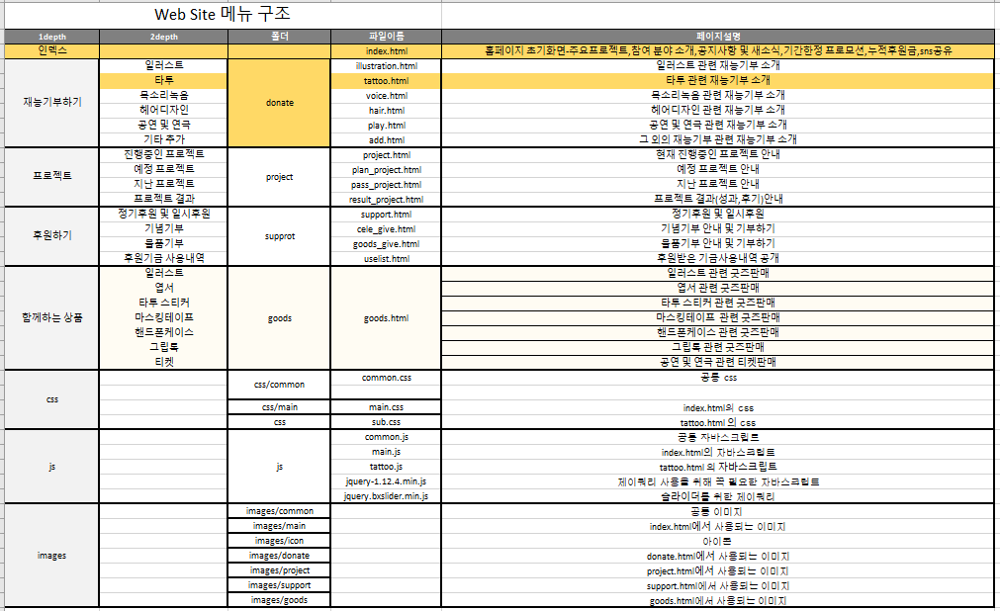 Web Site 메뉴 구조
1depth 2depth 폴더 파일이름 페이지설명
인덱스 index.html 홈페이지 초기화면-주요프로젝트,참여 분야 소개,공지사항 및 새소식,기간한정 프로모션,누적후원금,sns공유
재능기부하기 일러스트 donate illustration.html 일러스트 관련 재능기부 소개
타투 tattoo.html 타투 관련 재능기부 소개
목소리녹음 voice.html 목소리녹음 관련 재능기부 소개
헤어디자인 hair.html 헤어디자인 관련 재능기부 소개
공연 및 연극 play.html 공연 및 연극 관련 재능기부 소개
기타 추가 add.html 그 외의 재능기부 관련 재능기부 소개
프로젝트 진행중인 프로젝트 project project.html 현재 진행중인 프로젝트 안내
예정 프로젝트 plan_project.html 예정 프로젝트 안내
지난 프로젝트 pass_project.html 지난 프로젝트 안내
프로젝트 결과 result_project.html 프로젝트 결과(성과,후기)안내
후원하기 정기후원 및 일시후원 supprot support.html 정기후원 및 일시후원
기념기부 cele_give.html 기념기부 안내 및 기부하기
물품기부 goods_give.html 물품기부 안내 및 기부하기
후원기금 사용내역 uselist.html 후원받은 기금사용내역 공개
함께하는 상품 일러스트 goods goods.html 일러스트 관련 굿즈판매
엽서 엽서 관련 굿즈판매
타투 스티커 타투 스티커 관련 굿즈판매
마스킹테이프 마스킹테이프 관련 굿즈판매
핸드폰케이스 핸드폰케이스 관련 굿즈판매
그립톡 그립톡 관련 굿즈판매
티켓 공연 및 연극 관련 티켓판매
css css/common common.css 공통 css
css/main main.css index.html의 css
css sub.css tattoo.html 의 css
js js common.js 공통 자바스크립트
main.js index.html의 자바스크립트
tattoo.js tattoo.html 의 자바스크립트
jquery-1.12.4.min.js 제이쿼리 사용을 위해 꼭 필요한 자바스크립트
jquery.bxslider.min.js 슬라이더를 위한 제이쿼리
images images/common 공통 이미지
images/main index.html에서 사용되는 이미지
images/icon 아이콘
images/donate donate.html에서 사용되는 이미지
images/project project.html에서 사용되는 이미지
images/support support.html에서 사용되는 이미지
images/goods goods.html에서 사용되는 이미지